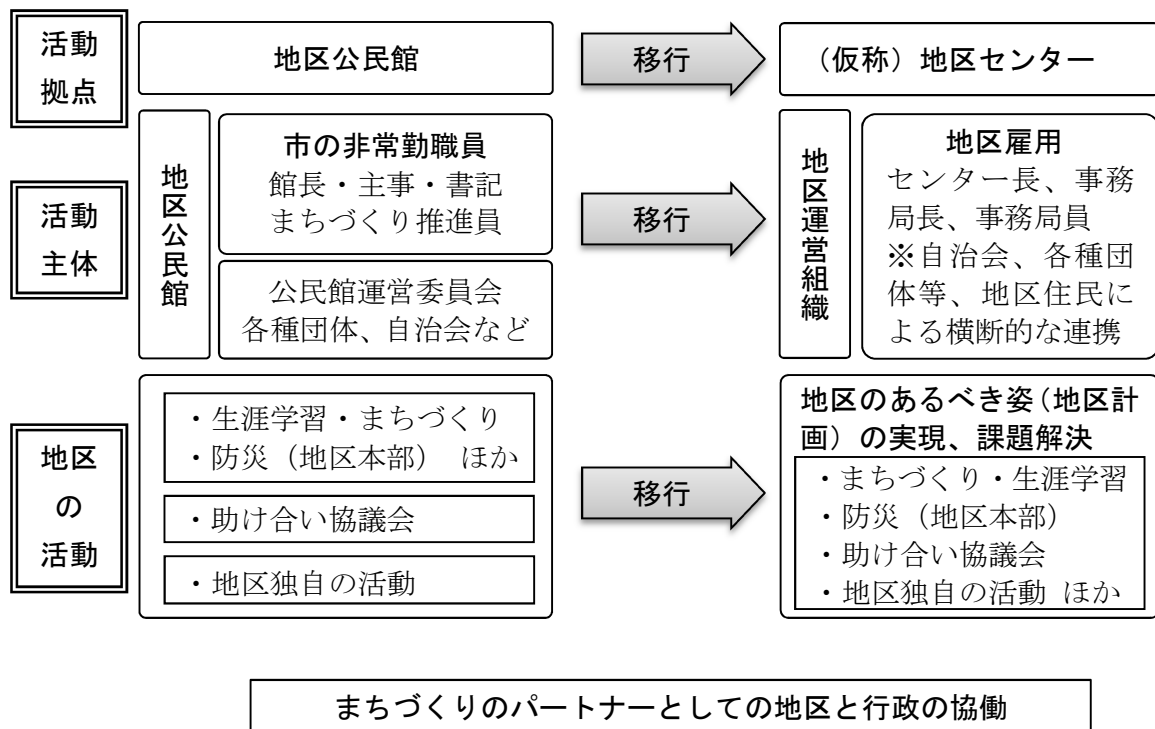 活動
拠点
地区公民館
移行
（仮称）地区センター
活動
主体
地区公民館
市の非常勤職員
館長・主事・書記
まちづくり推進員
公民館運営委員会
各種団体、自治会など
移行
地区運営組織
地区雇用
センター長、事務
局長、事務局員
※自治会、各種団
体等、地区住民に
よる横断的な連携
地区
の
活動
・生涯学習・まちづくり
・防災（地区本部） ほか
・助け合い協議会
・地区独自の活動
移行
地区のあるべき姿（地区計
画）の実現、課題解決
・まちづくり・生涯学習
・防災（地区本部）
・助け合い協議会
・地区独自の活動 ほか
まちづくりのパートナーとしての地区と行政の協働